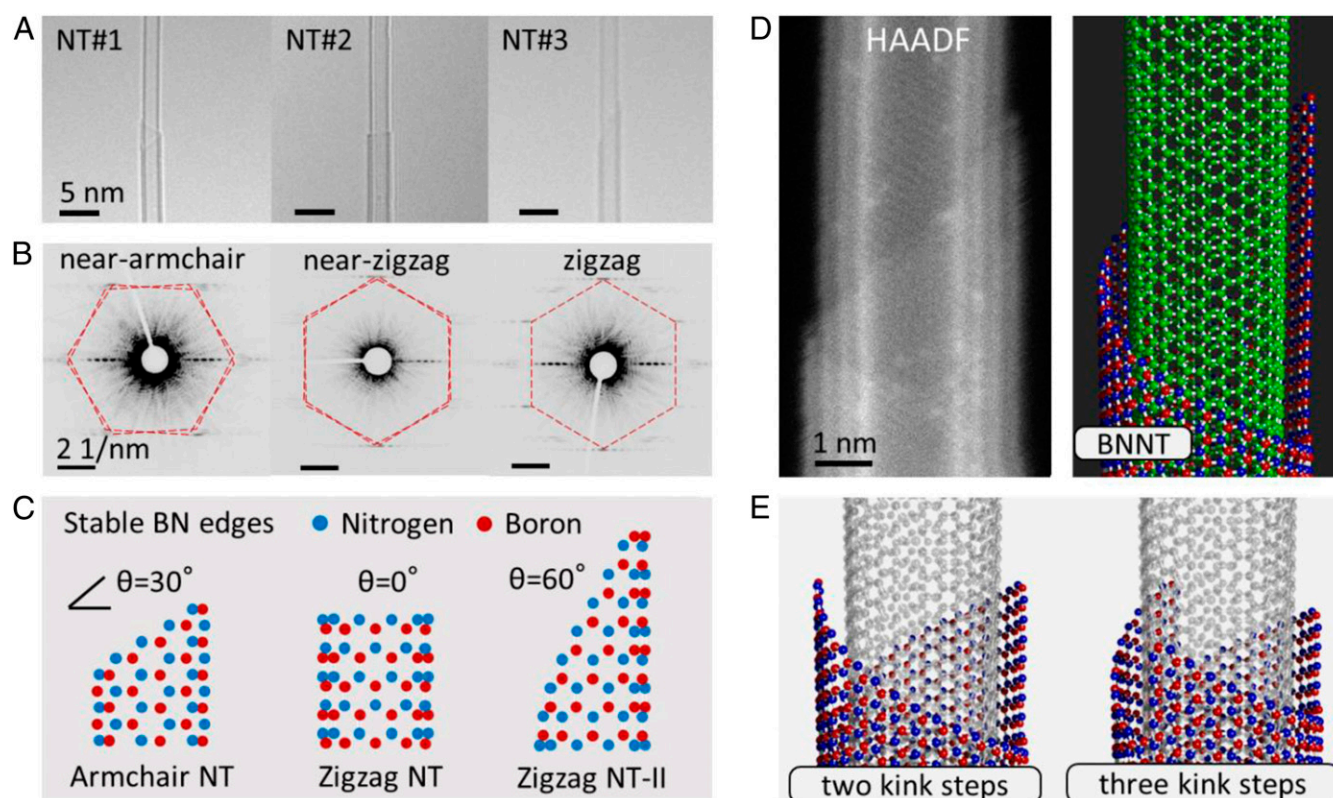 A
NT#1
NT#2
NT#3
5 nm
B
near-armchair
near-zigzag
zigzag
2 1/nm
C
Stable BN edges
Nitrogen
Boron
θ=30°
θ=0°
θ=60°
Armchair NT
Zigzag NT
Zigzag NT-II
D
HAADF
1 nm
BNNT
E
two kink steps
three kink steps